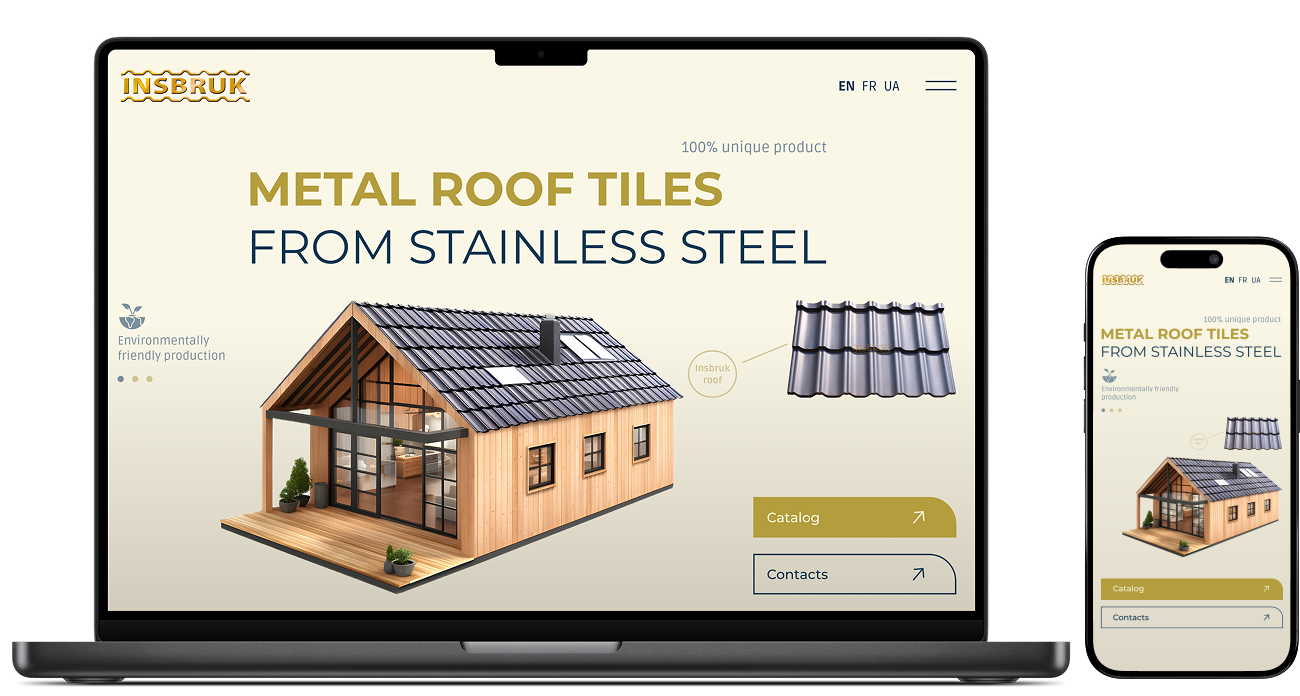 INSBRUK
EN FR UA
100% unique product
METAL ROOF TILES
FROM STAINLESS STEEL
Environmentally
friendly production
Insbruk
roof
Catalog
Contacts
INSBRUK
EN FR UA
100% unique product
METAL ROOF TILES
FROM STAINLESS STEEL
Environmentally friendly
production
Catalog
Contacts